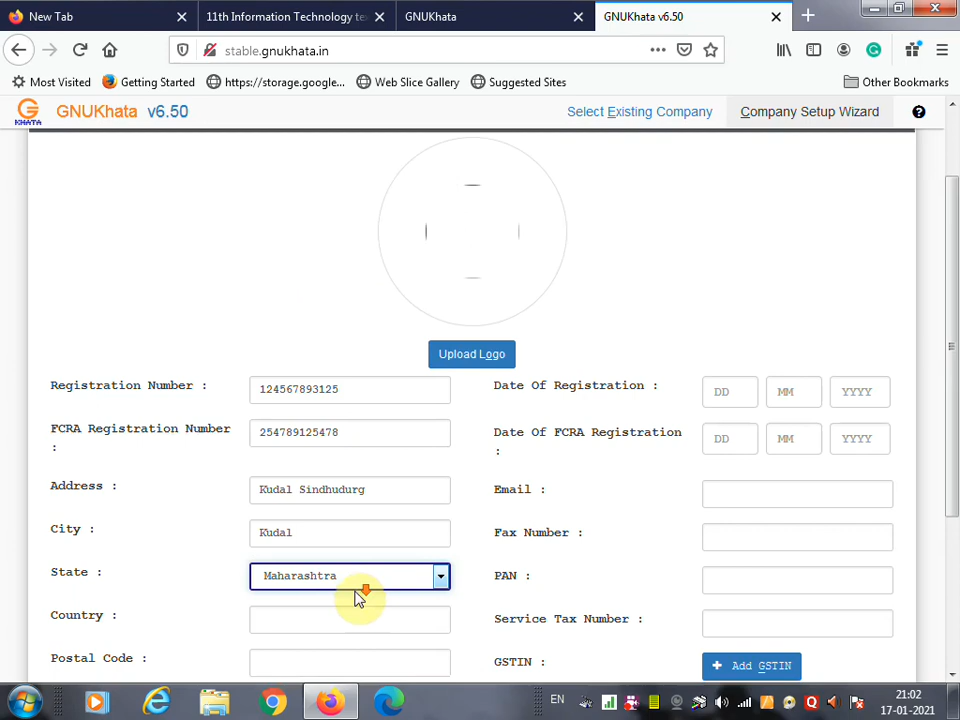 New Tab
11th Information Technology te
GNUKhata
GNUKhata v6.50
stable.gnukhata.in
Most Visited
Getting Started
https://storage.google...
Web Slice Gallery
Suggested Sites
Other Bookmarks
KHATA
GNUKhata v6.50
Select Existing Company
Company Setup Wizard
Upload Logo
Registration Number :
124567893125
Date Of Registration :
DD
MM
YYYY
FCRA Registration Number :
254789125478
Date Of FCRA Registration :
DD
MM
YYYY
Address :
Kudal Sindhudurg
Email :
City :
Kudal
Fax Number :
State :
Maharashtra
PAN :
Country :
Service Tax Number :
Postal Code :
GSTIN :
+ Add GSTIN
EN
21:02
17-01-2021